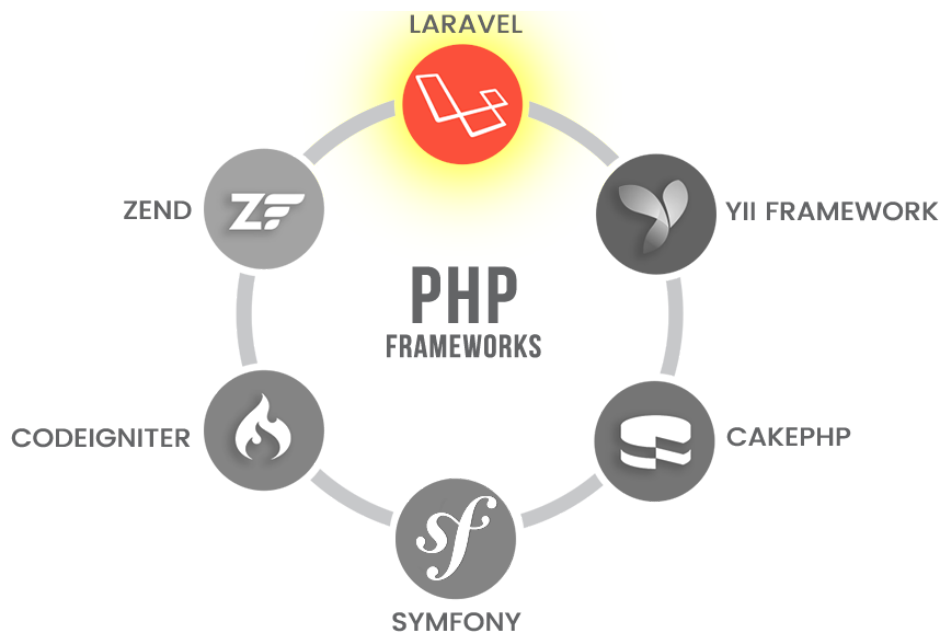 LARAVEL
ZEND
YII FRAMEWORK
PHP
FRAMEWORKS
CODEIGNITER
CAKEPHP
SYMFONY